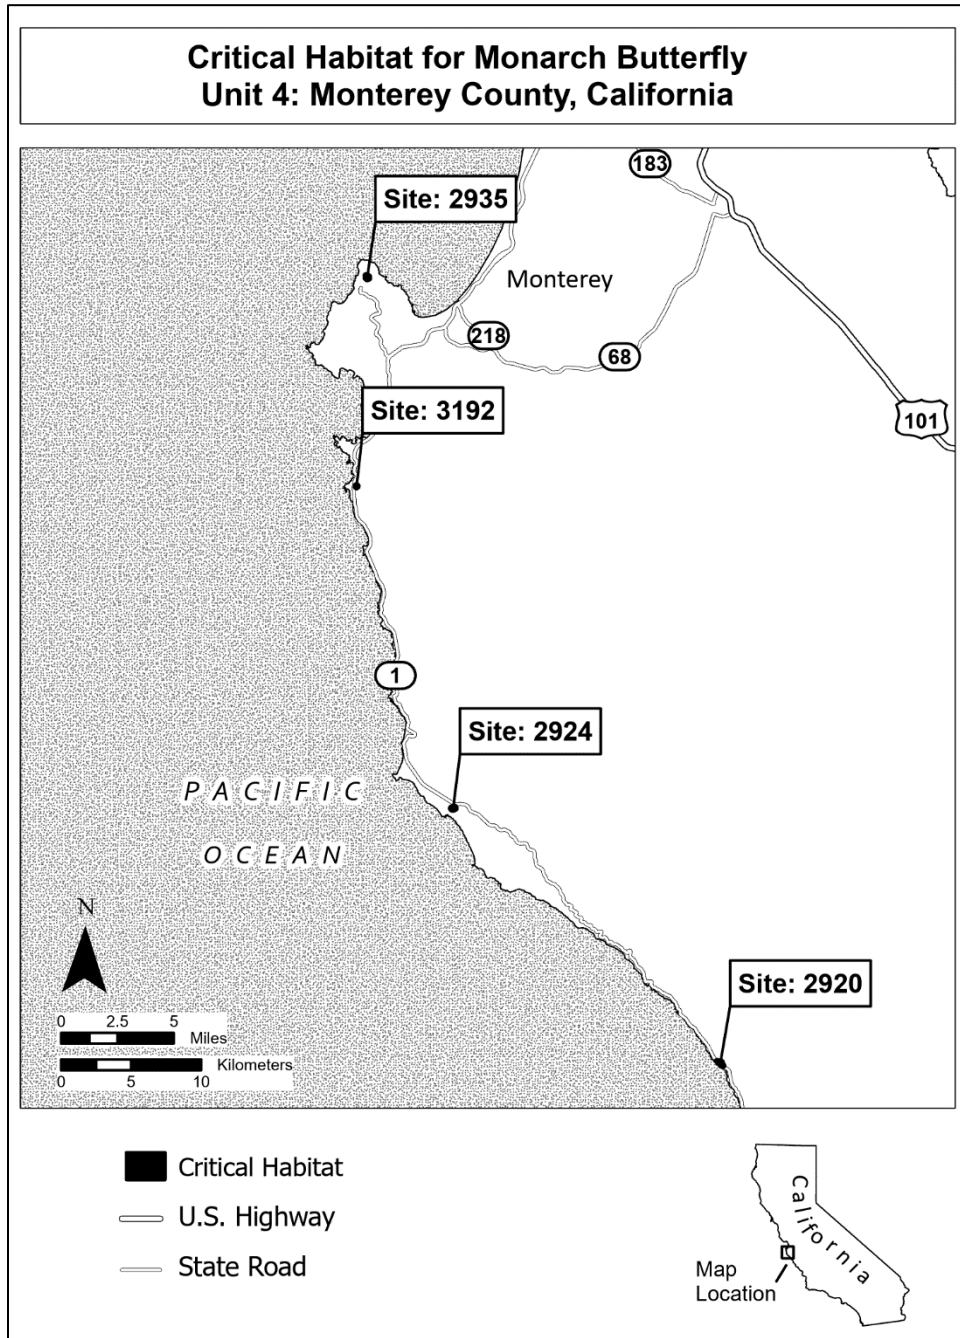 Critical Habitat for Monarch Butterfly
Unit 4: Monterey County, California
183
Site: 2935
Monterey
218
68
Site: 3192
101
1
Site: 2924
PACIFIC
OCEAN
N
Site: 2920
0 2.5 5
Miles
Kilometers
0 5 10
Critical Habitat
U.S. Highway
State Road
California
Map
Location